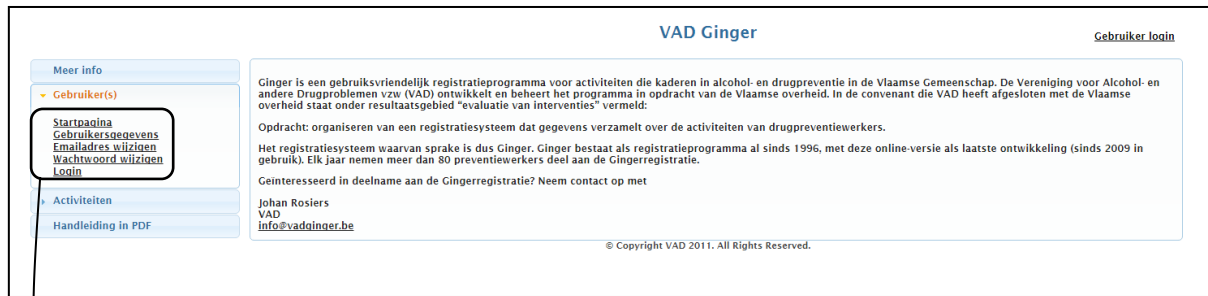 VAD Ginger
Gebruiker login
Meer info
Gebruiker(s)
Startpagina
Gebruikersgegevens
Emailadres wijzigen
Wachtwoord wijzigen
Login
Activiteiten
Handleiding in PDF
Ginger is een gebruiksvriendelijk registratieprogramma voor activiteiten die kaderen in alcohol- en drugpreventie in de Vlaamse Gemeenschap. De Vereniging voor Alcohol- en
andere Drugproblemen vzw (VAD) ontwikkelt en beheert het programma in opdracht van de Vlaamse overheid. In de convenant die VAD heeft afgesloten met de Vlaamse
overheid staat onder resultaatsgebied “evaluatie van interventies” vermeld:
Opdracht: organiseren van een registratiesysteem dat gegevens verzamelt over de activiteiten van drugpreventiewerkers.
Het registratiesysteem waarvan sprake is dus Ginger. Ginger bestaat als registratieprogramma al sinds 1996, met deze online-versie als laatste ontwikkeling (sinds 2009 in
gebruik). Elk jaar nemen meer dan 80 preventiewerkers deel aan de Gingerregistratie.
Geïnteresseerd in deelname aan de Gingerregistratie? Neem contact op met
Johan Rosiers
VAD
info@vadginger.be
© Copyright VAD 2011. All Rights Reserved.